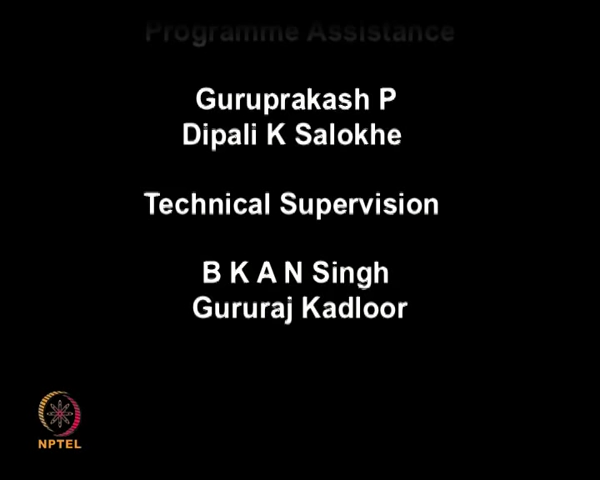 Programme Assistance
Guruprakash P
Dipali K Salokhe
Technical Supervision
B K A N Singh
Gururaj Kadloor
NPTEL